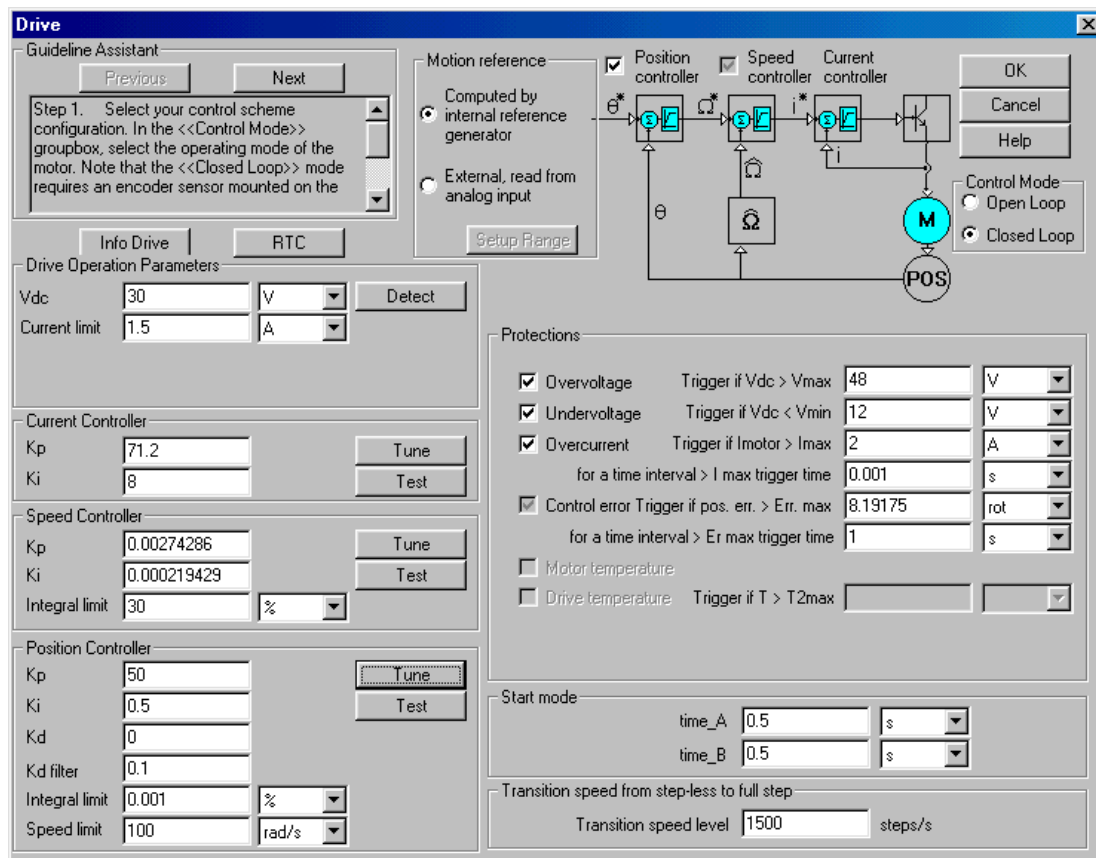 Drive
Guideline Assistant
Previous
Next
Step 1. Select your control scheme
configuration. In the <<Control Mode>>
groupbox, select the operating mode of the
motor. Note that the <<Closed Loop>> mode
requires an encoder sensor mounted on the
Info Drive
RTC
Motion reference
Computed by
internal reference
generator
External, read from
analog input
Setup Range
Position
controller
Speed
controller
Current
controller
θ*
Σ
Ω*
Σ
i*
Σ
i
Ω̂
θ
Ω̂
M
POS
OK
Cancel
Help
Control Mode
Open Loop
Closed Loop
Drive Operation Parameters
Vdc 30 V Detect
Current limit 1.5 A
Current Controller
Kp 71.2 Tune
Ki 8 Test
Speed Controller
Kp 0.00274286 Tune
Ki 0.000219429 Test
Integral limit 30 %
Position Controller
Kp 50 Tune
Ki 0.5 Test
Kd 0
Kd filter 0.1
Integral limit 0.001 %
Speed limit 100 rad/s
Protections
Overvoltage Trigger if Vdc > Vmax 48 V
Undervoltage Trigger if Vdc < Vmin 12 V
Overcurrent Trigger if Imotor > Imax 2 A
for a time interval > I max trigger time 0.001 s
Control error Trigger if pos. err. > Err. max 8.19175 rot
for a time interval > Er max trigger time 1 s
Motor temperature
Drive temperature Trigger if T > T2max
Start mode
time_A 0.5 s
time_B 0.5 s
Transition speed from step-less to full step
Transition speed level 1500 steps/s